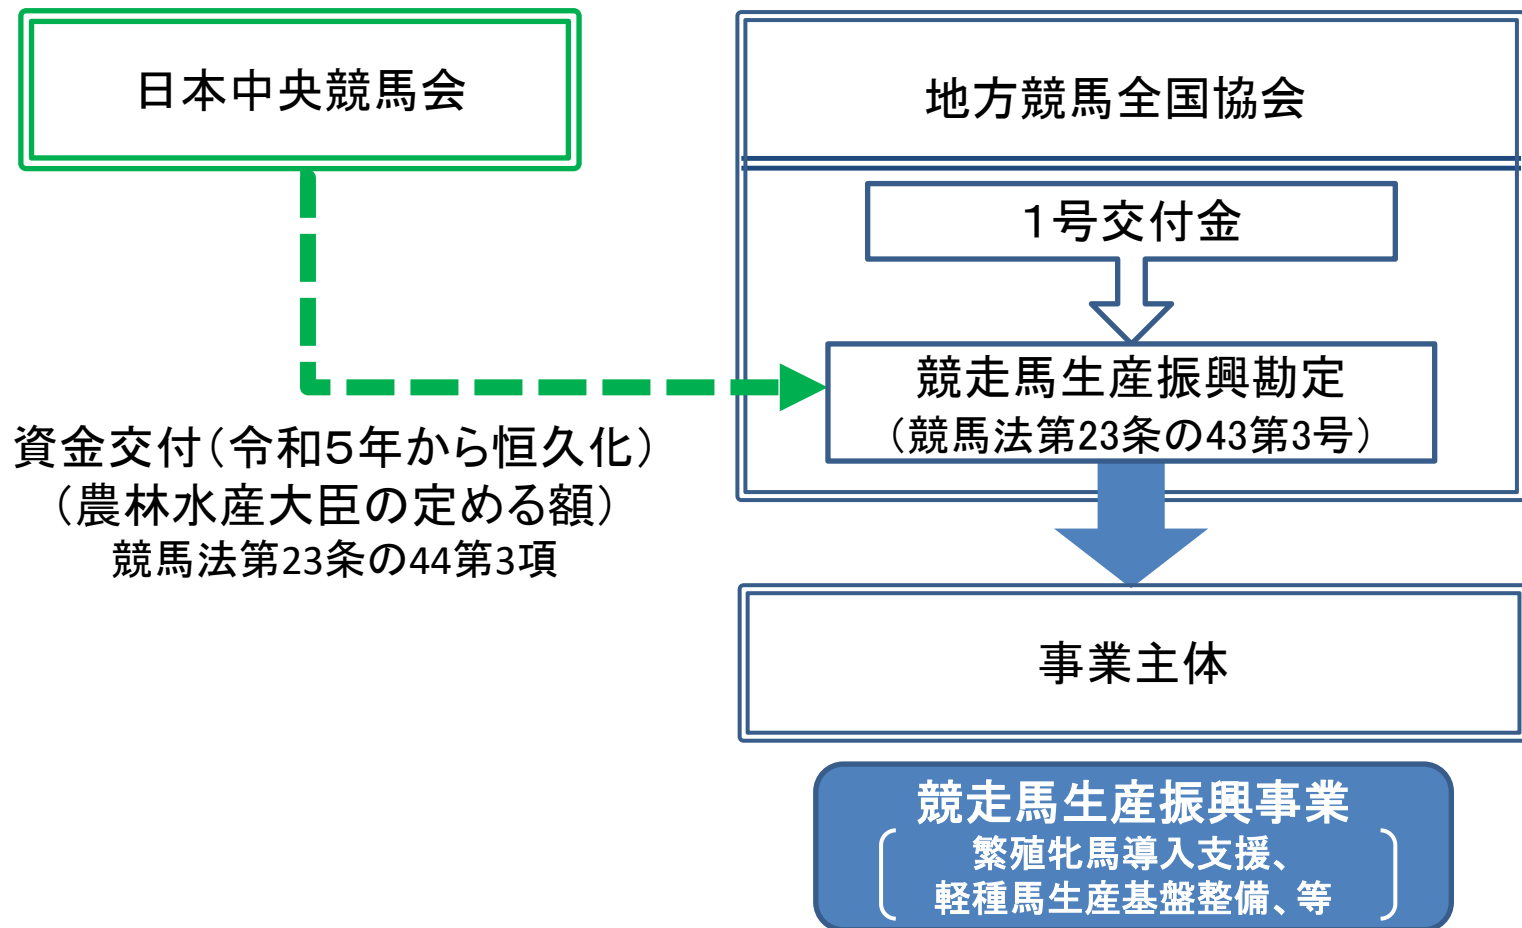 日本中央競馬会
地方競馬全国協会
１号交付金
競走馬生産振興勘定
（競馬法第23条の43第3号）
資金交付（令和５年から恒久化）
（農林水産大臣の定める額）
競馬法第23条の44第3項
事業主体
競走馬生産振興事業
繁殖牝馬導入支援、
軽種馬生産基盤整備、等